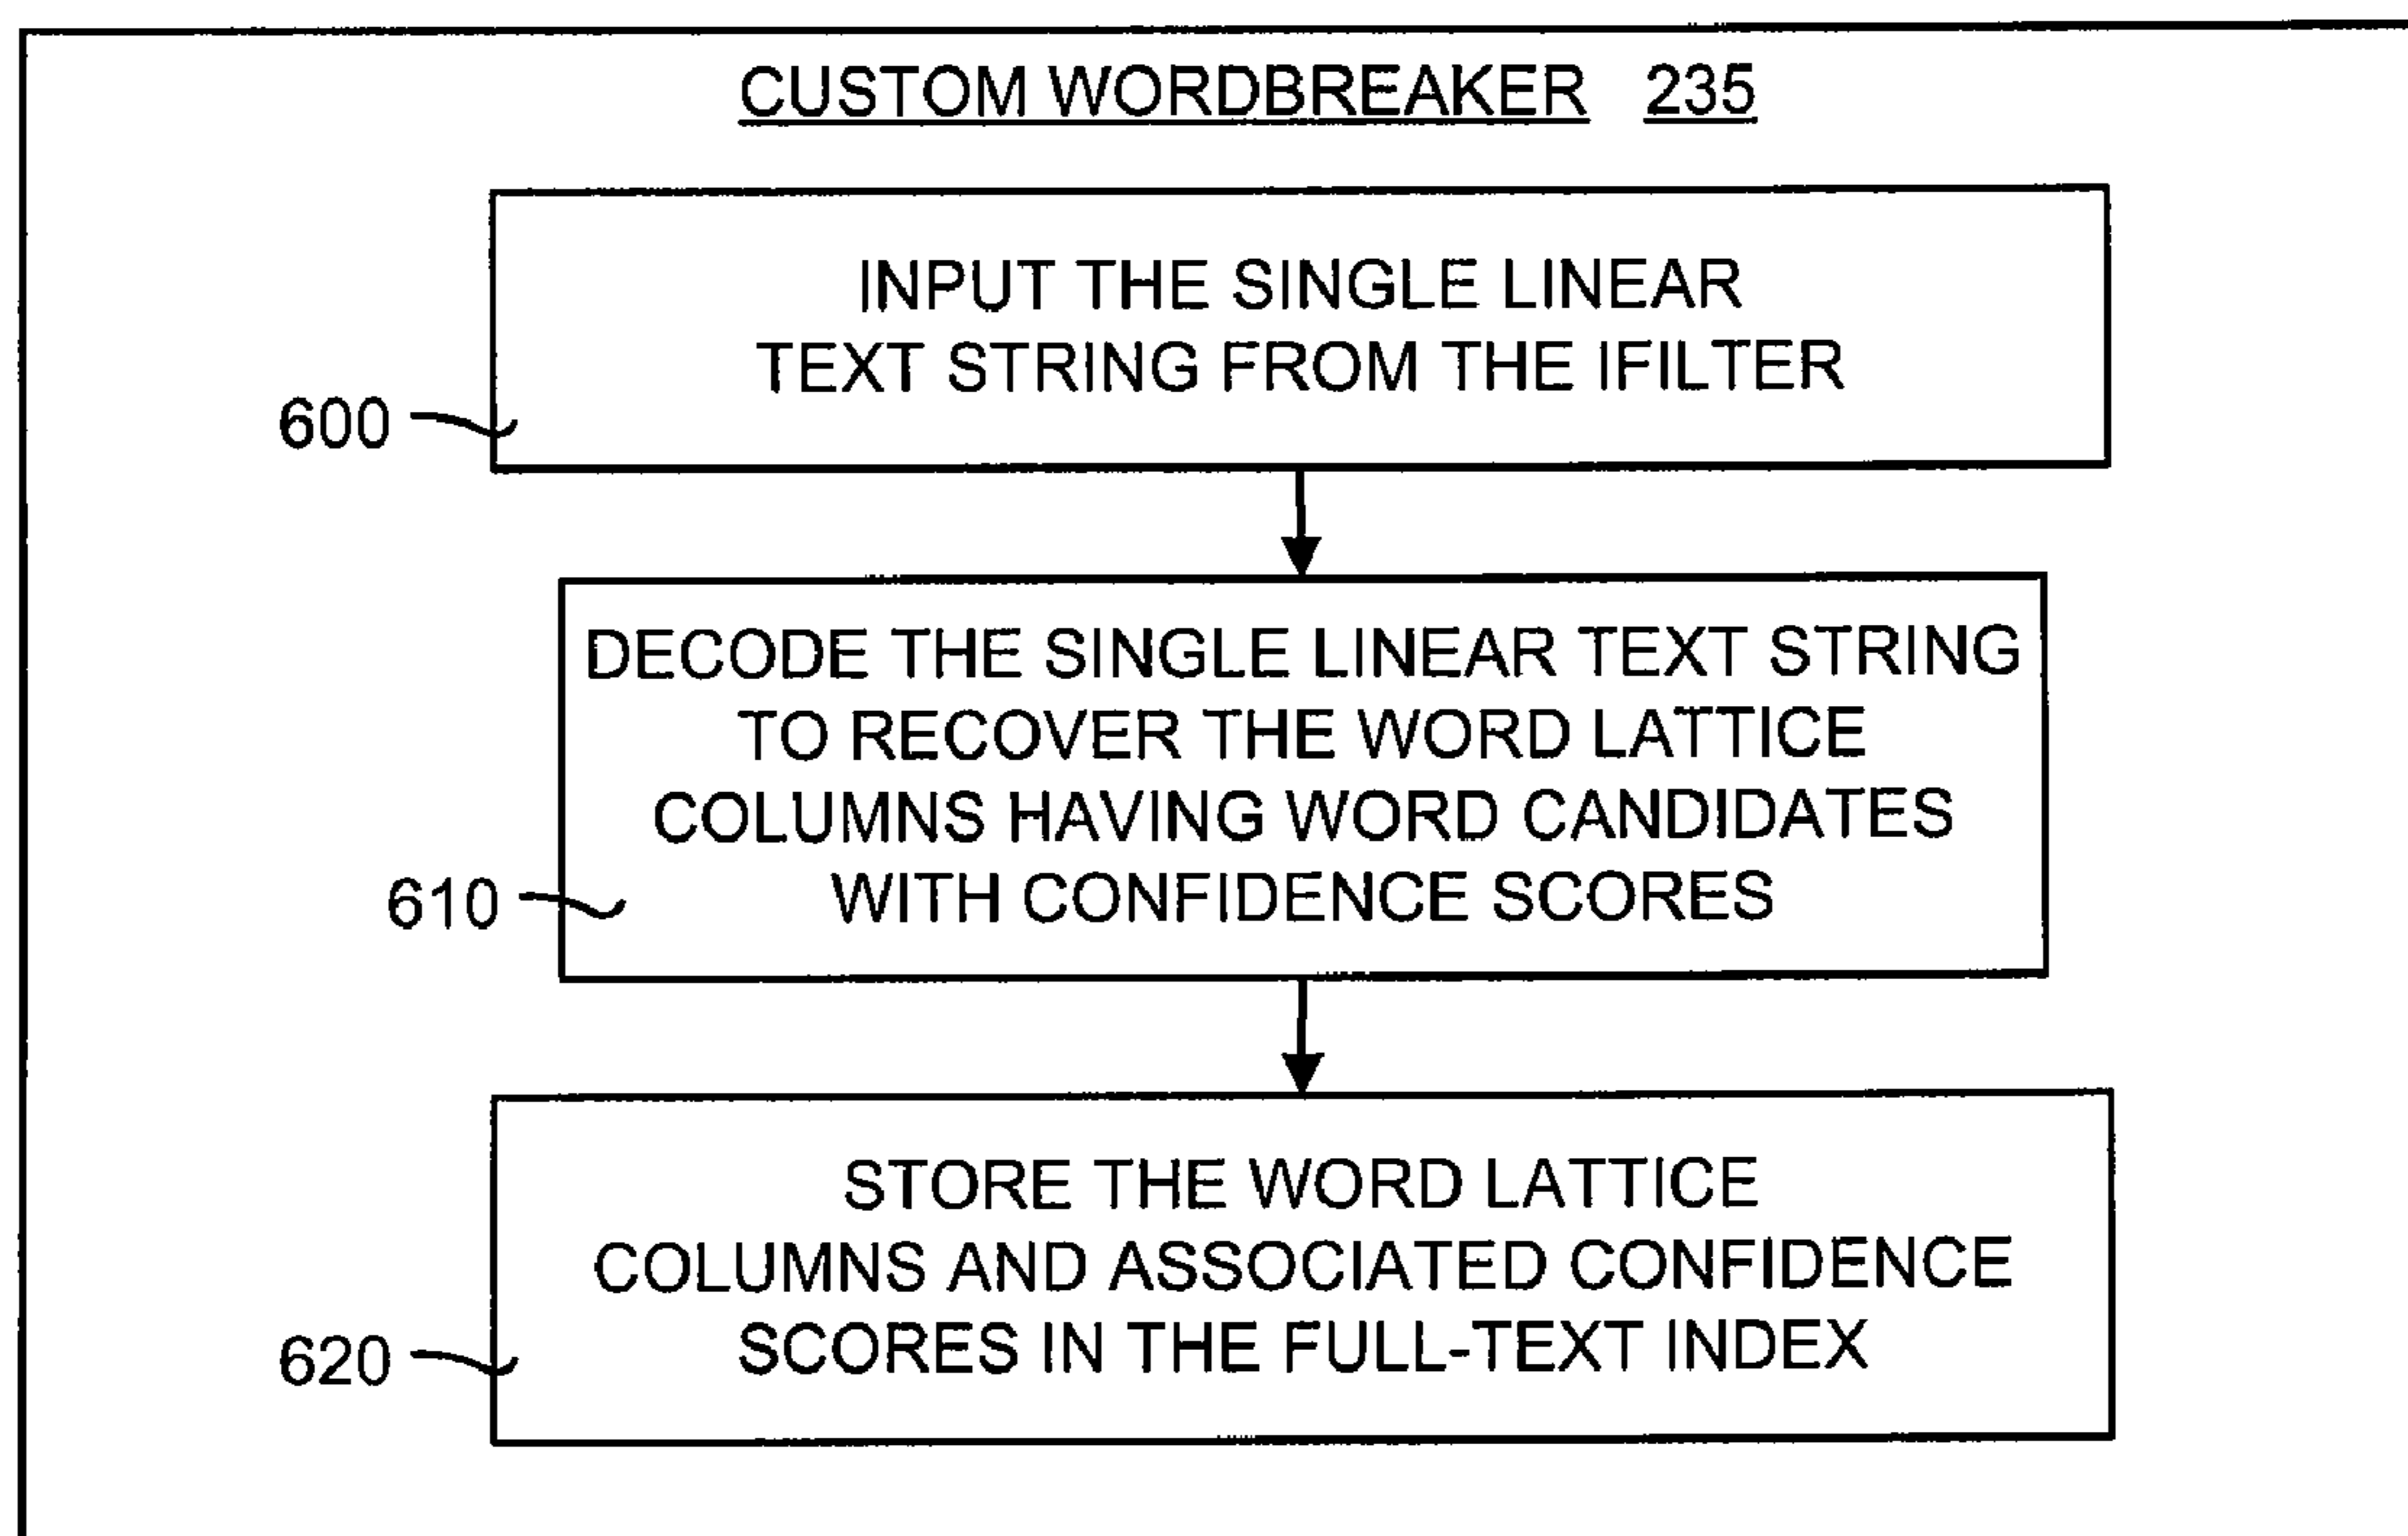 CUSTOM WORDBREAKER 235
INPUT THE SINGLE LINEAR
TEXT STRING FROM THE IFILTER
600
DECODE THE SINGLE LINEAR TEXT STRING
TO RECOVER THE WORD LATTICE
COLUMNS HAVING WORD CANDIDATES
WITH CONFIDENCE SCORES
610
STORE THE WORD LATTICE
COLUMNS AND ASSOCIATED CONFIDENCE
SCORES IN THE FULL-TEXT INDEX
620